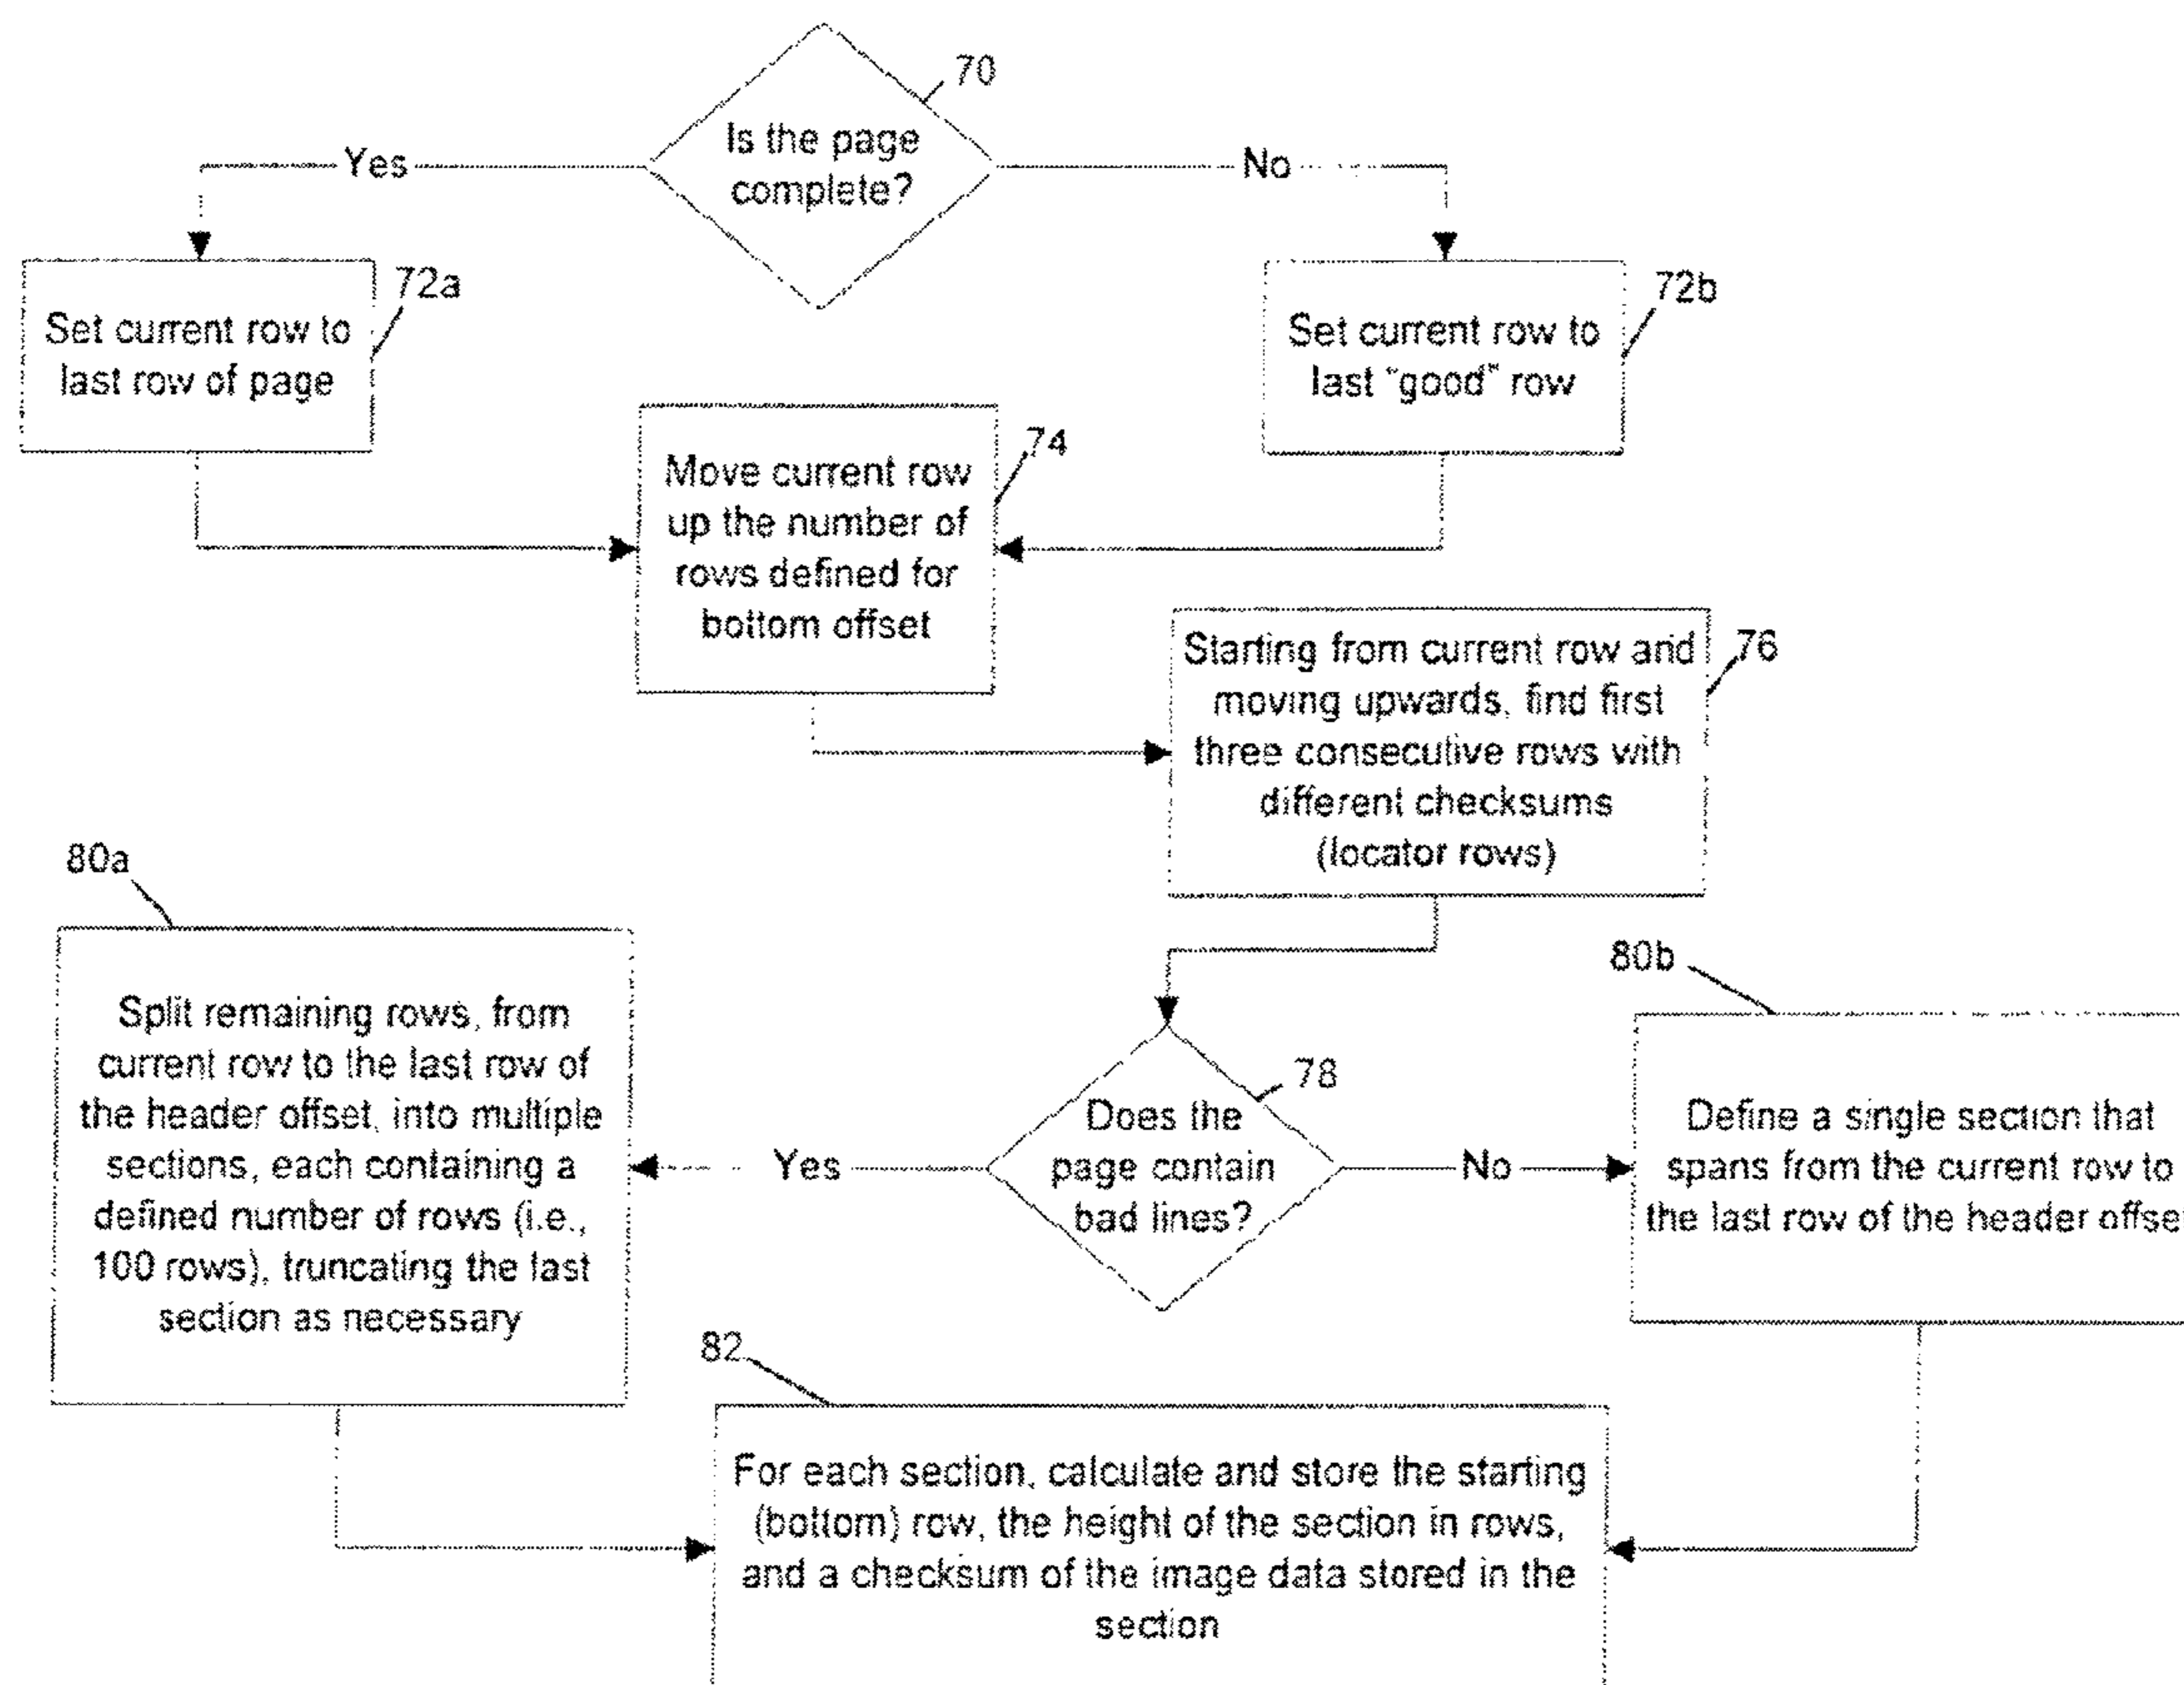 70
Is the page
complete?
Yes
No
72a
Set current row to
last row of page
72b
Set current row to
last "good" row
74
Move current row
up the number of
rows defined for
bottom offset
76
Starting from current row and
moving upwards, find first
three consecutive rows with
different checksums
(locator rows)
80a
Split remaining rows, from
current row to the last row of
the header offset, into multiple
sections, each containing a
defined number of rows (i.e.,
100 rows), truncating the last
section as necessary
78
Does the
page contain
bad lines?
Yes
No
80b
Define a single section that
spans from the current row to
the last row of the header offset
82
For each section, calculate and store the starting
(bottom) row, the height of the section in rows,
and a checksum of the image data stored in the
section